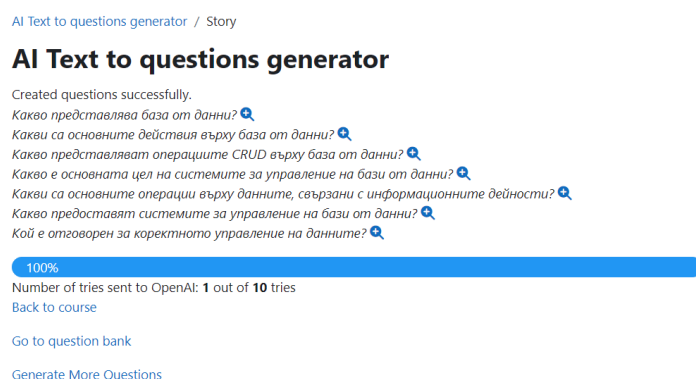 AI Text to questions generator / Story
AI Text to questions generator
Created questions successfully.
Какво представлява база от данни?
Какви са основните действия върху база от данни?
Какво представляват операциите CRUD върху база от данни?
Какво е основната цел на системите за управление на бази от данни?
Какви са основните операции върху данните, свързани с информационните дейности?
Какво предоставят системите за управление на бази от данни?
Кой е отговорен за коректното управление на данните?
100%
Number of tries sent to OpenAI: 1 out of 10 tries
Back to course
Go to question bank
Generate More Questions